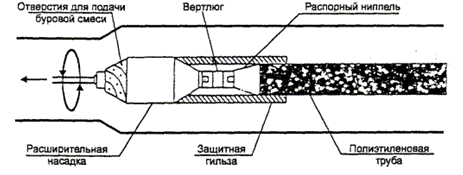 Отверстия для подачи
буровой смеси
Вертлюг
Распорный ниппель
Расширительная
насадка
Защитная
гильза
Полиэтиленовая
труба